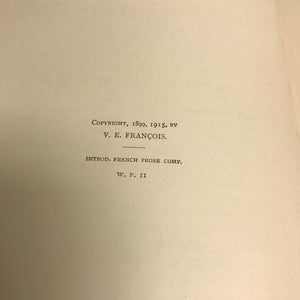 Copyright, 1899, 1915, by
V. E. FRANÇOIS.
INTROD. FRENCH PROSE COMP.
W. P. II